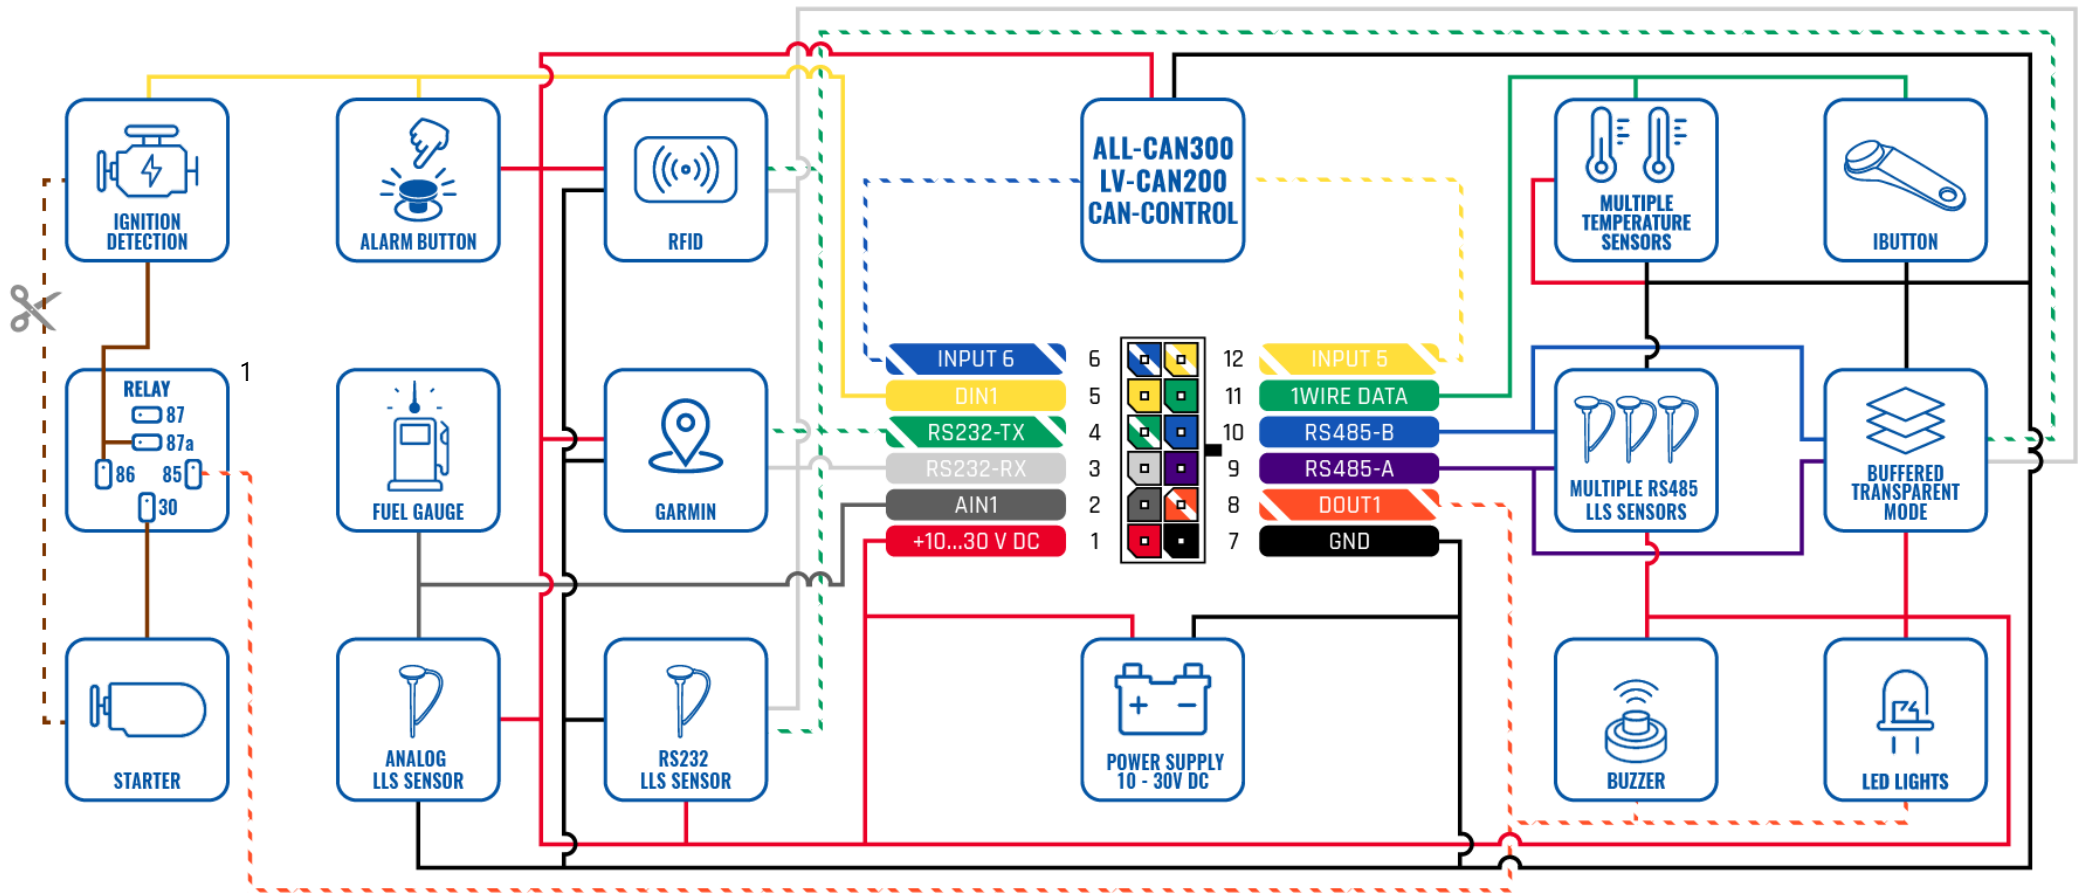 IGNITION
DETECTION
ALARM BUTTON
RFID
ALL-CAN300
LV-CAN200
CAN-CONTROL
MULTIPLE
TEMPERATURE
SENSORS
IBUTTON
RELAY
87
87a
86
85
30
1
FUEL GAUGE
GARMIN
INPUT 6
6
12
INPUT 5
DIN1
5
11
1WIRE DATA
RS232-TX
4
10
RS485-B
RS232-RX
3
9
RS485-A
AIN1
2
8
DOUT1
+10...30 V DC
1
7
GND
MULTIPLE RS485
LLS SENSORS
BUFFERED
TRANSPARENT
MODE
STARTER
ANALOG
LLS SENSOR
RS232
LLS SENSOR
POWER SUPPLY
10 - 30V DC
BUZZER
LED LIGHTS